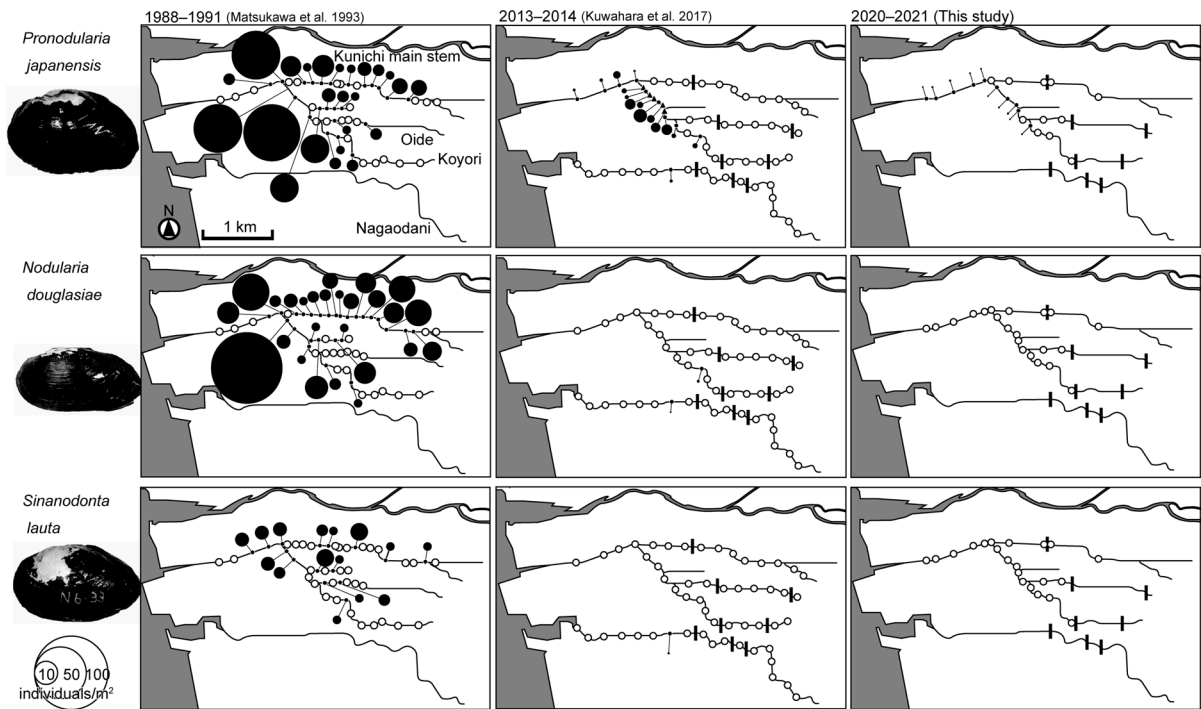 1988–1991 (Matsukawa et al. 1993)
2013–2014 (Kuwahara et al. 2017)
2020–2021 (This study)
Pronodularia
japanensis
Kunichi main stem
Oide
Koyori
N
1 km
Nagaodani
Nodularia
douglasiae
Sinanodonta
lauta
N6-33
10 50 100
individuals/m²